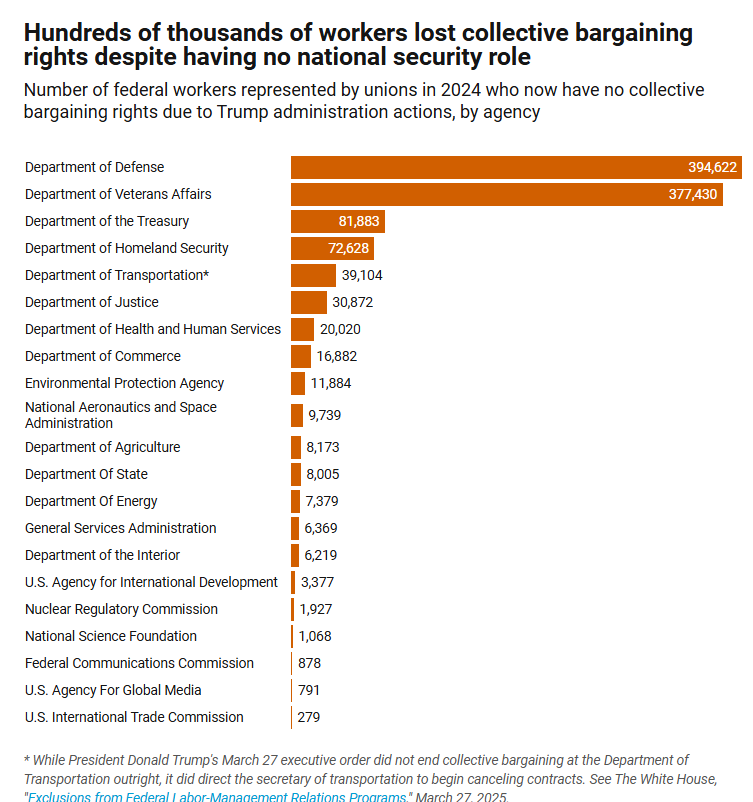 Hundreds of thousands of workers lost collective bargaining
rights despite having no national security role
Number of federal workers represented by unions in 2024 who now have no collective
bargaining rights due to Trump administration actions, by agency
Department of Defense 394,622
Department of Veterans Affairs 377,430
Department of the Treasury 81,883
Department of Homeland Security 72,628
Department of Transportation* 39,104
Department of Justice 30,872
Department of Health and Human Services 20,020
Department of Commerce 16,882
Environmental Protection Agency 11,884
National Aeronautics and Space
Administration 9,739
Department of Agriculture 8,173
Department Of State 8,005
Department Of Energy 7,379
General Services Administration 6,369
Department of the Interior 6,219
U.S. Agency for International Development 3,377
Nuclear Regulatory Commission 1,927
National Science Foundation 1,068
Federal Communications Commission 878
U.S. Agency For Global Media 791
U.S. International Trade Commission 279
* While President Donald Trump's March 27 executive order did not end collective bargaining at the Department of
Transportation outright, it did direct the secretary of transportation to begin canceling contracts. See The White House,
"Exclusions from Federal Labor-Management Relations Programs," March 27, 2025.